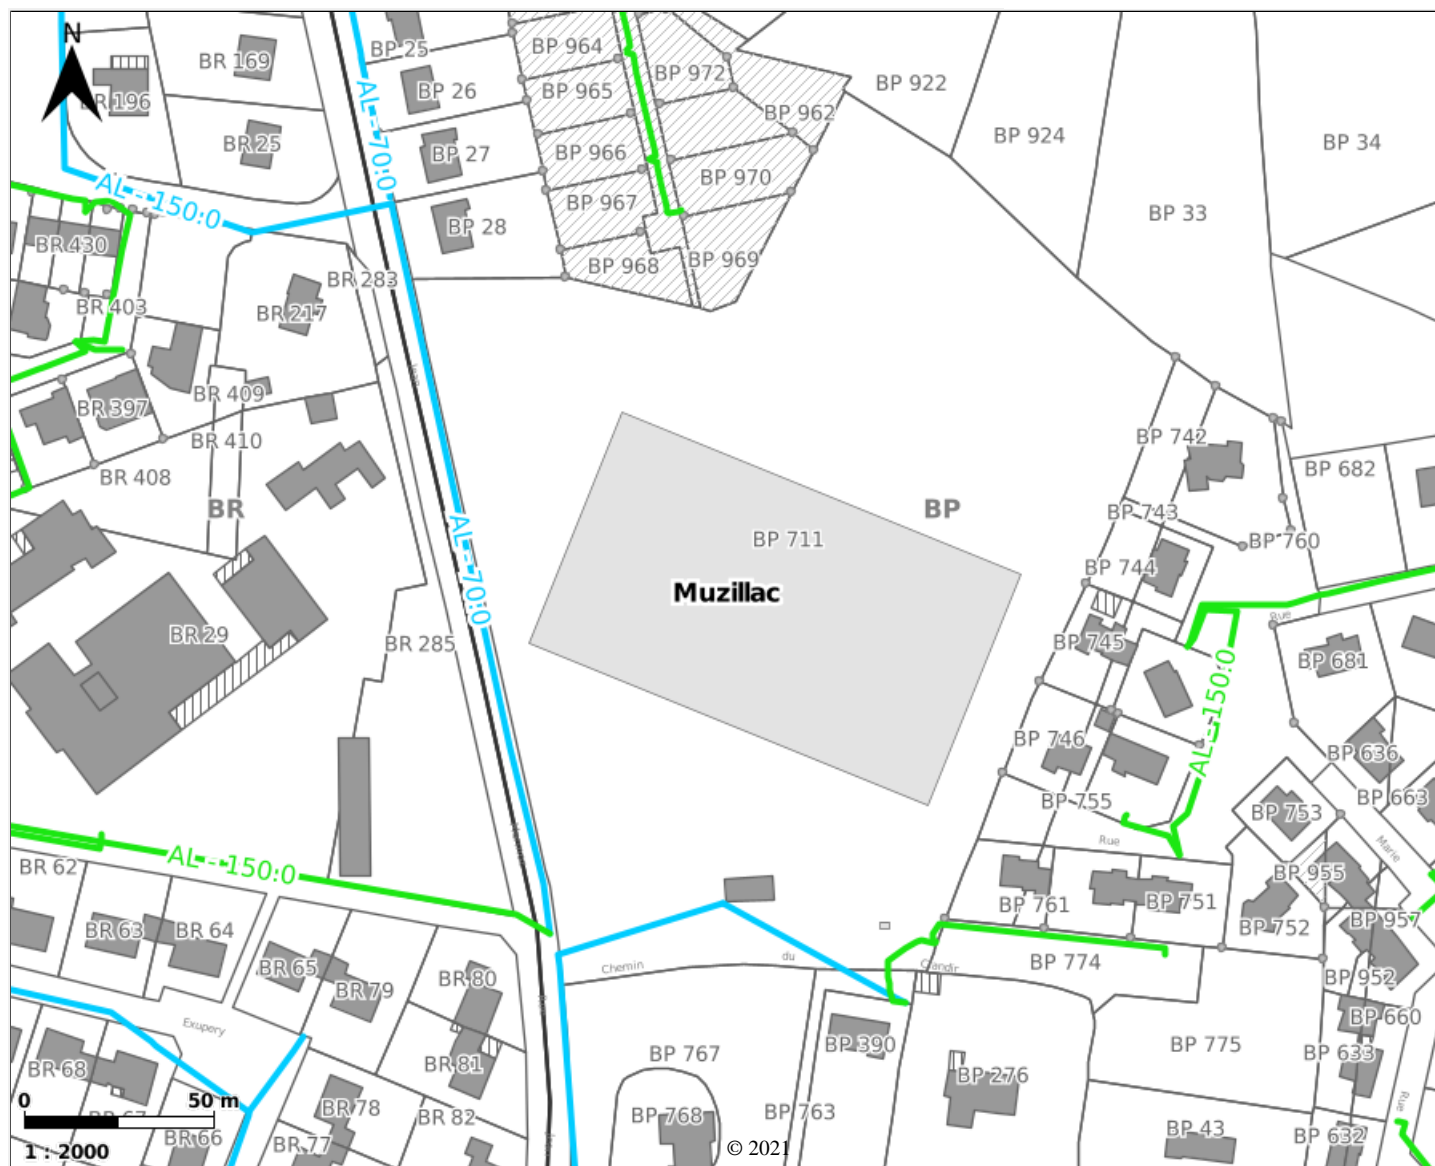 N
BR 196
BR 169
BR 25
BP 25
BP 26
BP 27
BP 28
BP 964
BP 965
BP 966
BP 967
BP 968
BP 972
BP 962
BP 970
BP 969
BP 922
BP 924
BP 34
BP 33
AL - 70:0
AL - 150:0
BR 430
BR 403
BR 283
BR 217
BR 409
BR 397
BR 410
BR 408
BR
BR 29
BR 285
BP 711
Muzillac
BP
BP 742
BP 743
BP 744
BP 745
BP 746
BP 755
BP 682
BP 760
BP 681
Rue
AL - 150:0
AL - 70:0
BP 636
BP 663
BP 753
Marie
Rue
BP 955
BP 957
BP 761
BP 751
BP 752
BP 952
BP 660
BP 633
BP 774
BP 775
AL - 150:0
BR 62
BR 63
BR 64
BR 65
BR 79
BR 80
BR 81
BR 82
BR 78
BR 77
BR 68
BR 67
BR 66
Exupery
Chemin
du
BP 390
BP 767
BP 768
BP 763
BP 276
BP 43
BP 632
Rue
0
50 m
1 : 2000
© 2021